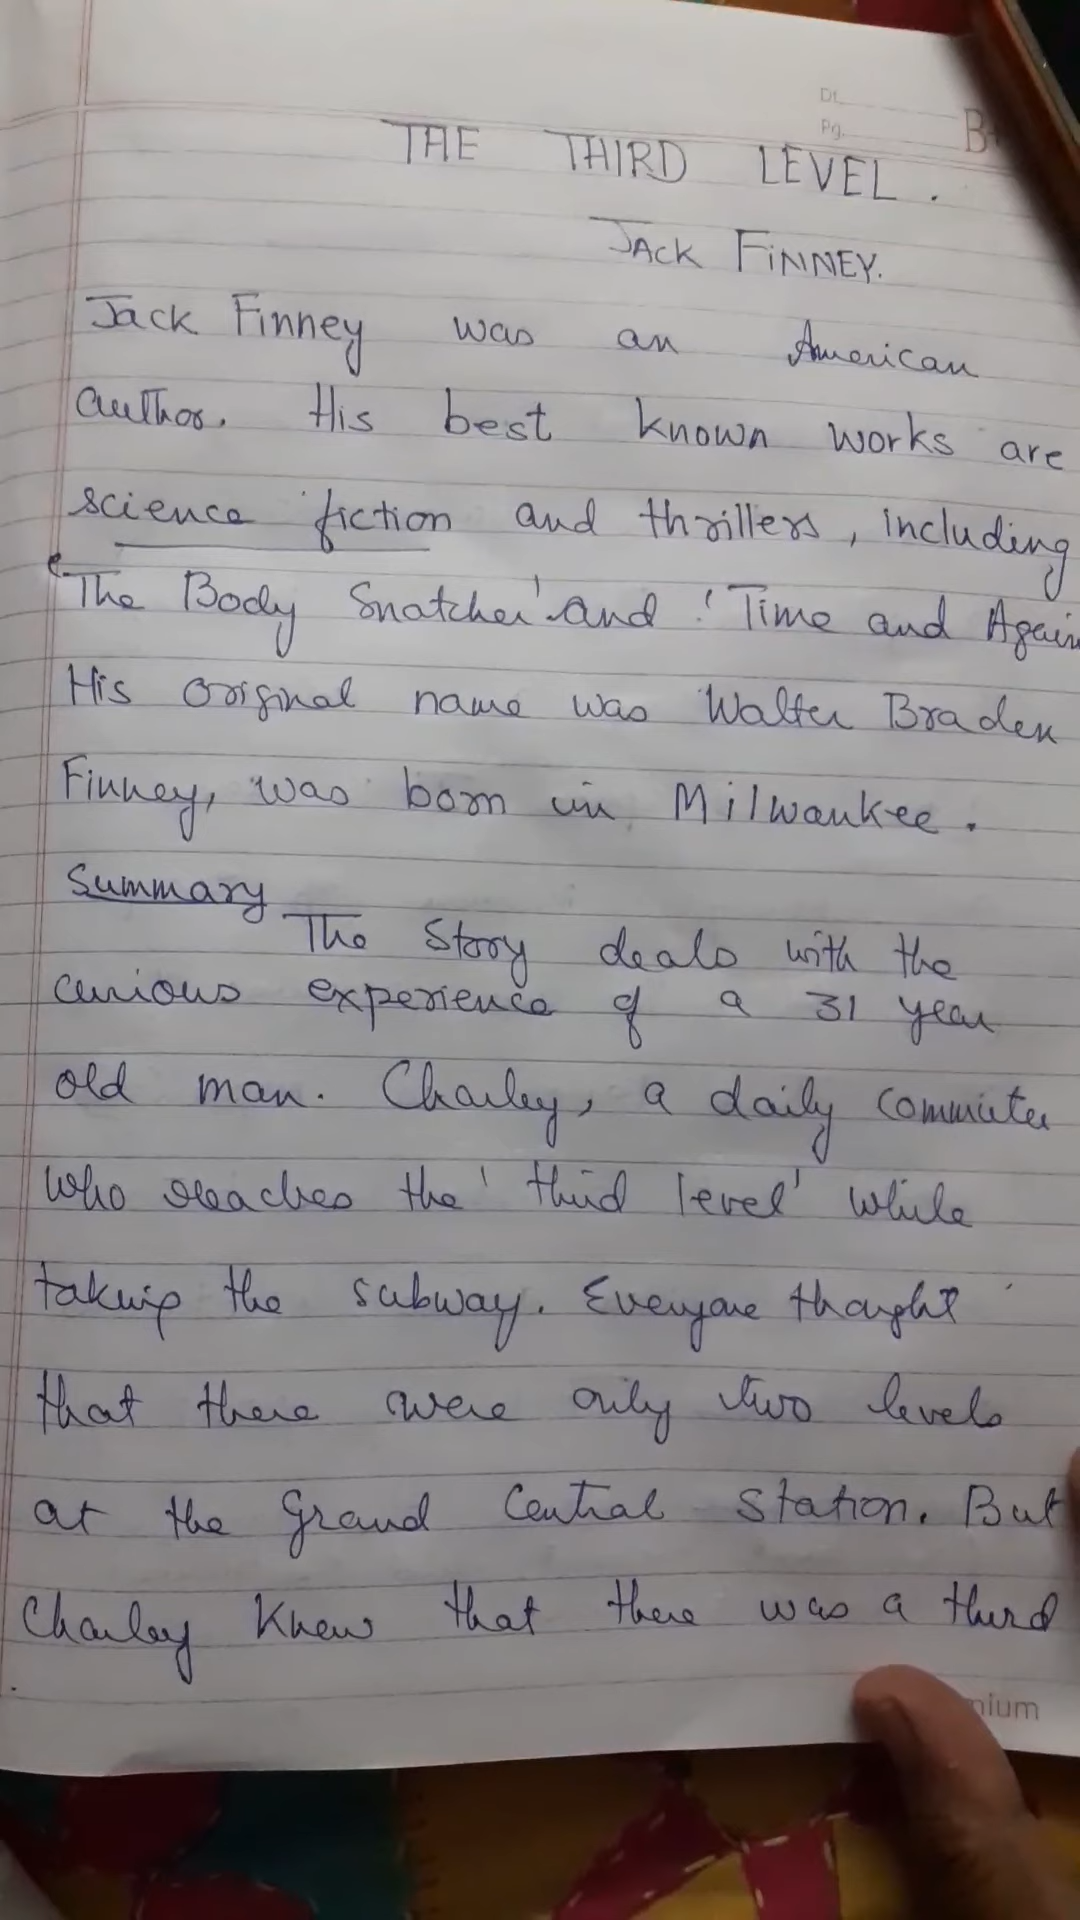 Dt.
Pg.
THE THIRD LEVEL.
JACK FINNEY.
Jack Finney was an American
author. His best known works are
science fiction and thrillers, including
'The Body Snatcher' and 'Time and Again
His original name was Walter Braden
Finney, was born in Milwaukee.
Summary
The Story deals with the
curious experience of a 31 year
old man. Charley, a daily commuter
who reaches the 'third level' while
taking the subway. Everyone thought
that there were only two levels
at the Grand Central Station. But
Charley knew that there was a third